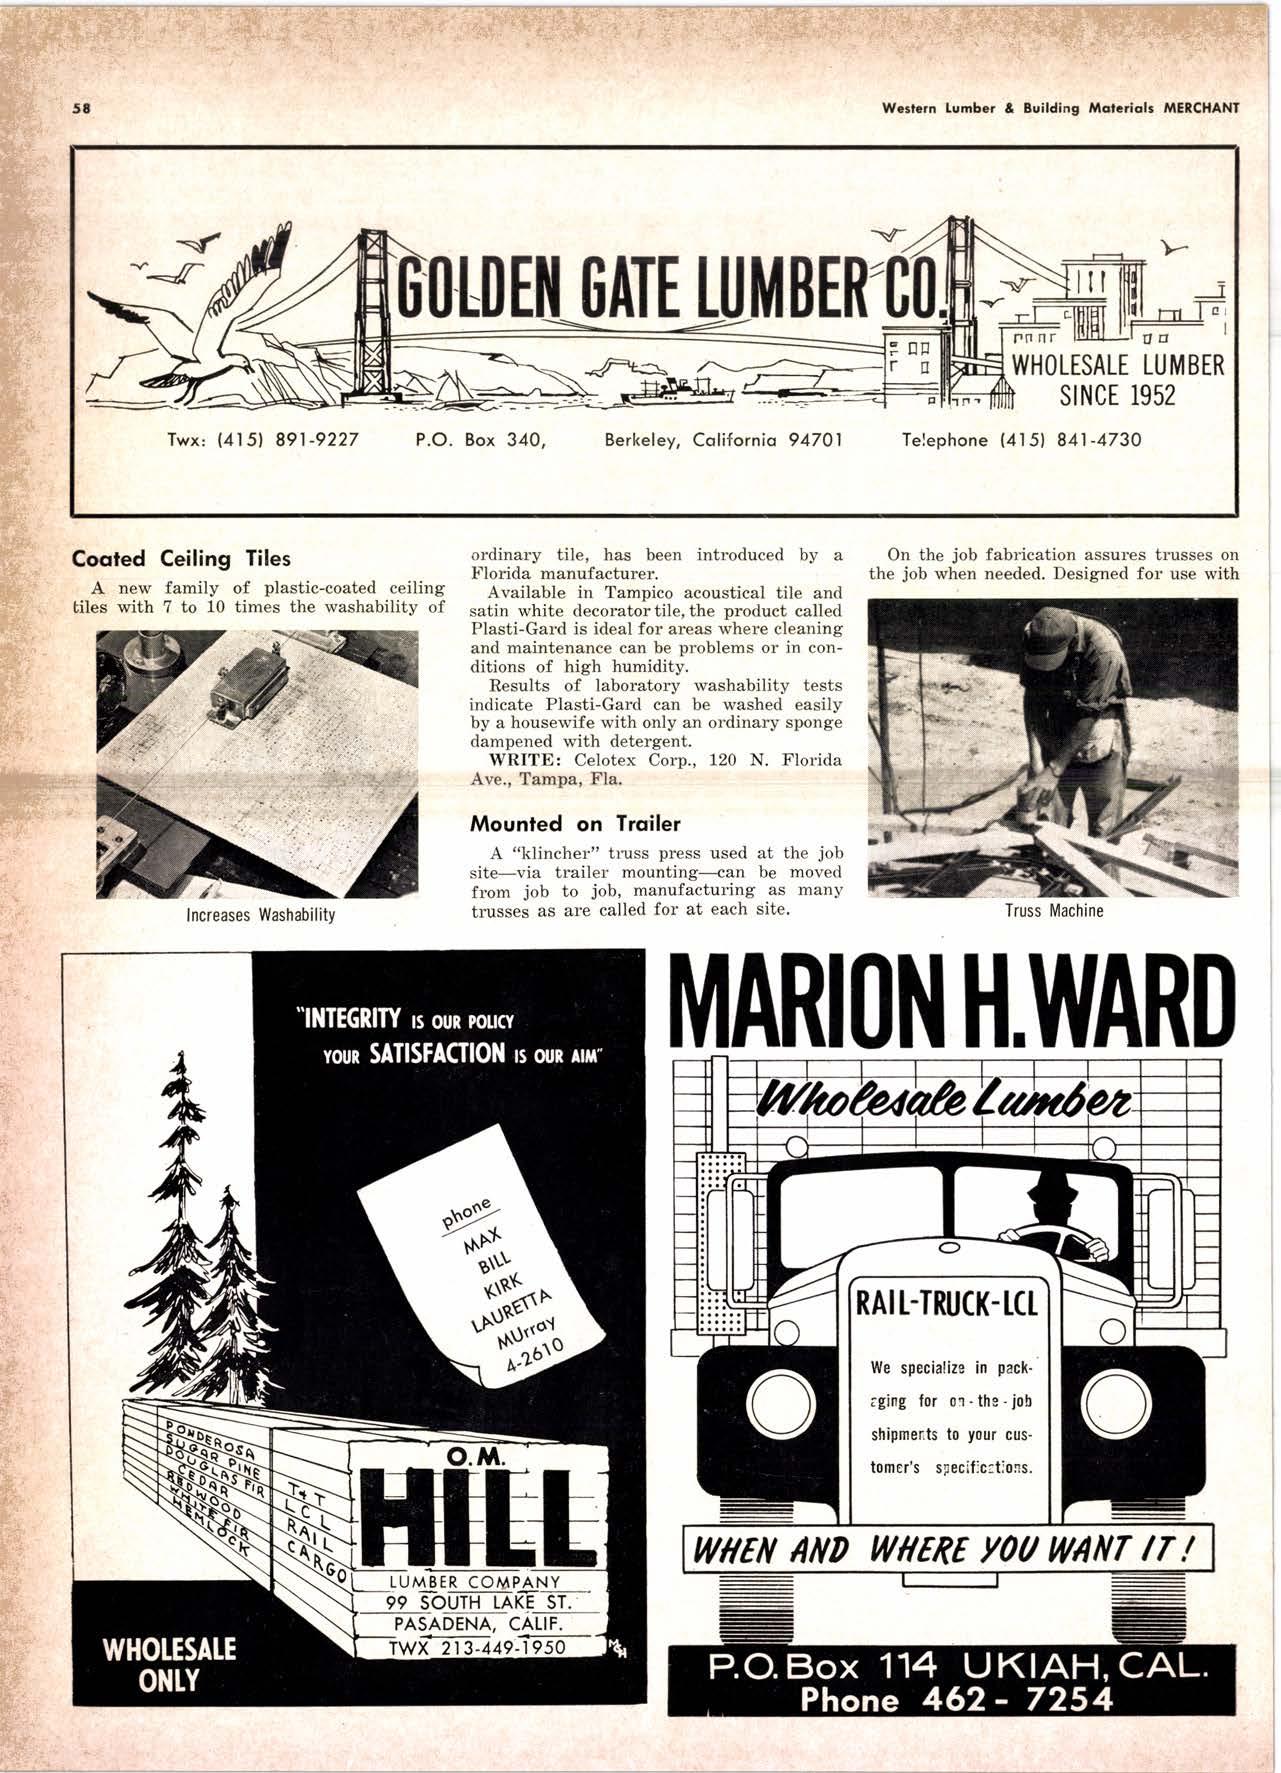 58
Western Lumber & Building Materials MERCHANT
GOLDEN GATE LUMBER CO.
WHOLESALE LUMBER
SINCE 1952
Twx: (415) 891-9227 P.O. Box 340, Berkeley, California 94701 Telephone (415) 841-4730
Coated Ceiling Tiles
A new family of plastic-coated ceiling
tiles with 7 to 10 times the washability of
Increases Washability
ordinary tile, has been introduced by a
Florida manufacturer.
Available in Tampico acoustical tile and
satin white decorator tile, the product called
Plasti-Gard is ideal for areas where cleaning
and maintenance can be problems or in con-
ditions of high humidity.
Results of laboratory washability tests
indicate Plasti-Gard can be washed easily
by a housewife with only an ordinary sponge
dampened with detergent.
WRITE: Celotex Corp., 120 N. Florida
Ave., Tampa, Fla.
Mounted on Trailer
A “klincher” truss press used at the job
site—via trailer mounting—can be moved
from job to job, manufacturing as many
trusses as are called for at each site.
On the job fabrication assures trusses on
the job when needed. Designed for use with
Truss Machine
"INTEGRITY IS OUR POLICY
YOUR SATISFACTION IS OUR AIM"
phone
MAX
BILL
KIRK
LAURETTA
MUrray
4-2610
PONDEROSA
SUGAR PINE
DOUGLAS FIR
CEDAR
REDWOOD
WHITE FIR
HEMLOCK
T & T
LCL
RAIL
CARGO
O.M.
HILL
LUMBER COMPANY
99 SOUTH LAKE ST.
PASADENA, CALIF.
TWX 213-449-1950
WHOLESALE
ONLY
MARION H. WARD
Wholesale Lumber
RAIL-TRUCK-LCL
We specialize in pack-
aging for on-the-job
shipments to your cus-
tomer's specifications.
WHEN AND WHERE YOU WANT IT!
P.O. Box 114 UKIAH, CAL.
Phone 462-7254